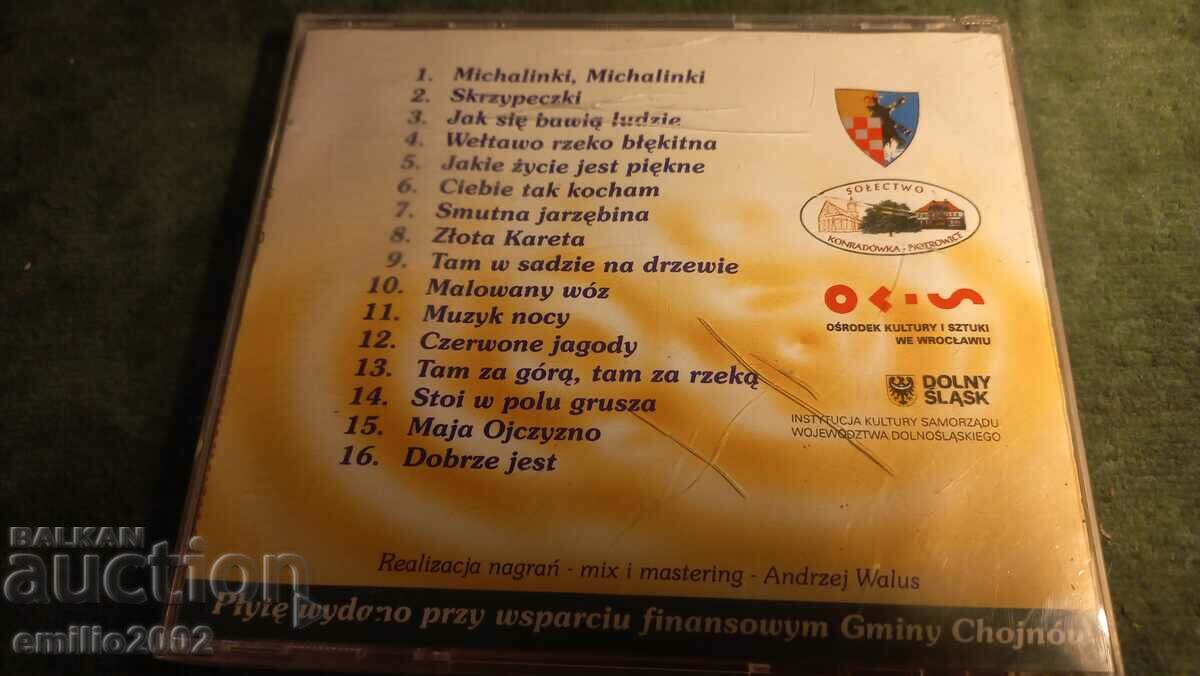 1. Michalinki, Michalinki
2. Skrzypeczki
3. Jak się bawią ludzie
4. Wełtawo rzeko błękitna
5. Jakie życie jest piękne
6. Ciebie tak kocham
7. Smutna jarzębina
8. Złota Kareta
9. Tam w sadzie na drzewie
10. Malowany wóz
11. Muzyk nocy
12. Czerwone jagody
13. Tam za górą, tam za rzeką
14. Stoi w polu grusza
15. Maja Ojczyzno
16. Dobrze jest
SOŁECTWO
KONRADÓWKA - PIOTROWICE
OKiS
OŚRODEK KULTURY I SZTUKI
WE WROCŁAWIU
DOLNY
ŚLĄSK
INSTYTUCJA KULTURY SAMORZĄDU
WOJEWÓDZTWA DOLNOŚLĄSKIEGO
Realizacja nagrań - mix i mastering - Andrzej Walus
Płytę wydano przy wsparciu finansowym Gminy Chojnów
BALKAN
auction
emilio2002